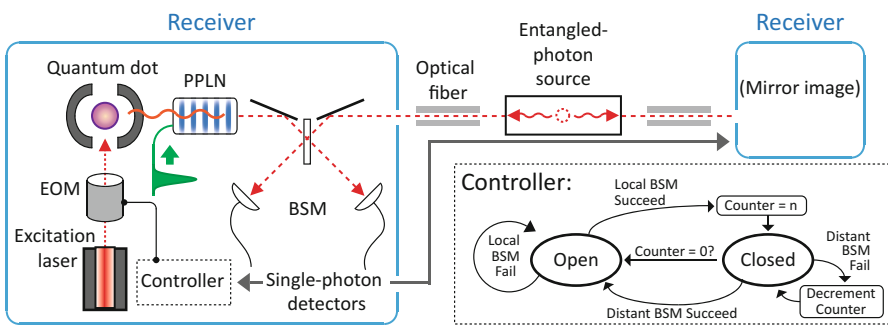 Receiver
Quantum dot
PPLN
EOM
Excitation
laser
Controller
BSM
Single-photon
detectors
Optical
fiber
Entangled-
photon
source
Receiver
(Mirror image)
Controller:
Local BSM
Succeed
Counter = n
Local
BSM
Fail
Open
Counter = 0?
Closed
Distant
BSM
Fail
Distant BSM Succeed
Decrement
Counter